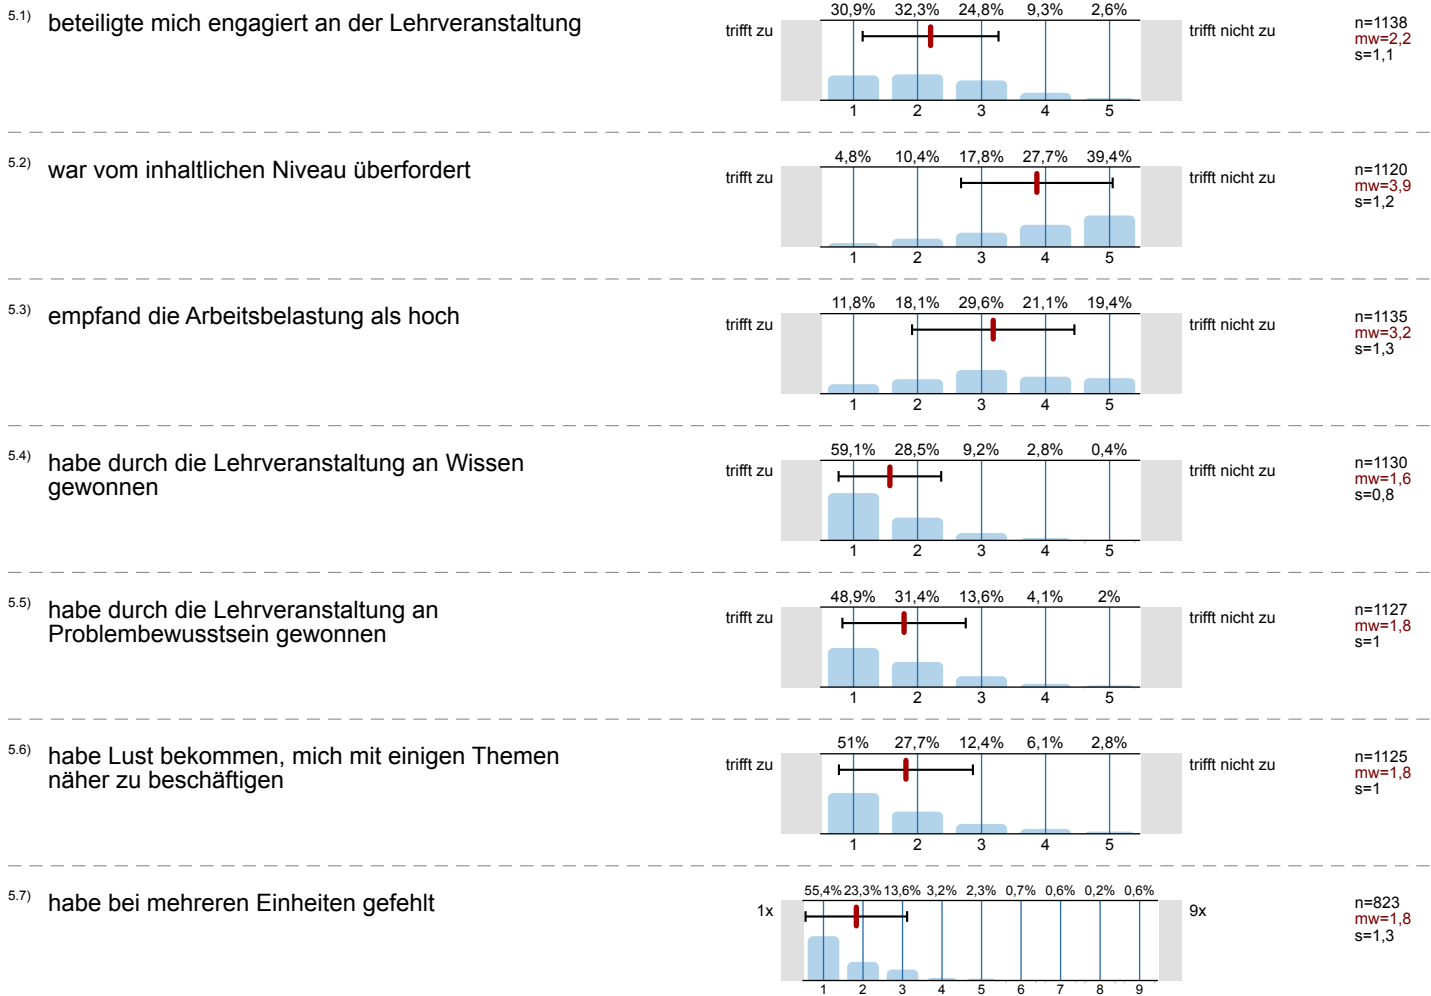 5.1) beteiligte mich engagiert an der Lehrveranstaltung
30,9% 32,3% 24,8% 9,3% 2,6%
trifft zu trifft nicht zu
1 2 3 4 5
n=1138
mw=2,2
s=1,1
5.2) war vom inhaltlichen Niveau überfordert
4,8% 10,4% 17,8% 27,7% 39,4%
trifft zu trifft nicht zu
1 2 3 4 5
n=1120
mw=3,9
s=1,2
5.3) empfand die Arbeitsbelastung als hoch
11,8% 18,1% 29,6% 21,1% 19,4%
trifft zu trifft nicht zu
1 2 3 4 5
n=1135
mw=3,2
s=1,3
5.4) habe durch die Lehrveranstaltung an Wissen
gewonnen
59,1% 28,5% 9,2% 2,8% 0,4%
trifft zu trifft nicht zu
1 2 3 4 5
n=1130
mw=1,6
s=0,8
5.5) habe durch die Lehrveranstaltung an
Problembewusstsein gewonnen
48,9% 31,4% 13,6% 4,1% 2%
trifft zu trifft nicht zu
1 2 3 4 5
n=1127
mw=1,8
s=1
5.6) habe Lust bekommen, mich mit einigen Themen
näher zu beschäftigen
51% 27,7% 12,4% 6,1% 2,8%
trifft zu trifft nicht zu
1 2 3 4 5
n=1125
mw=1,8
s=1
5.7) habe bei mehreren Einheiten gefehlt
55,4% 23,3% 13,6% 3,2% 2,3% 0,7% 0,6% 0,2% 0,6%
1x 9x
1 2 3 4 5 6 7 8 9
n=823
mw=1,8
s=1,3